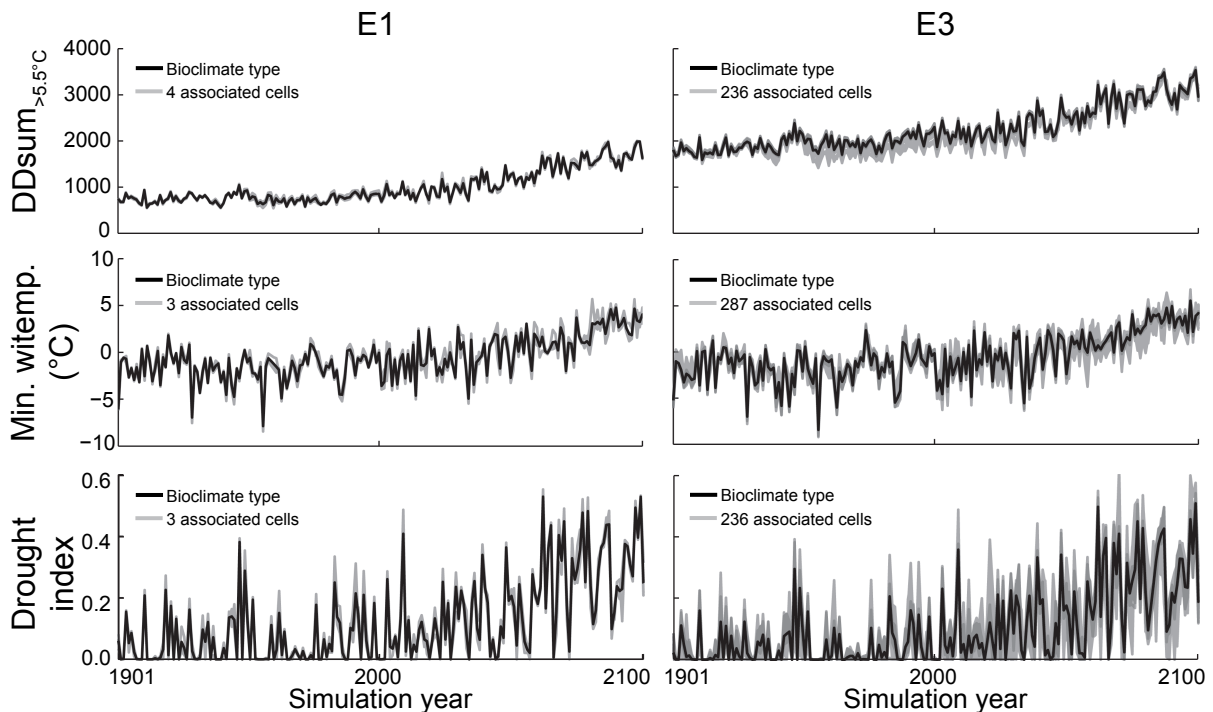 E1 E3
DDsum>5.5°C
4000
3000
2000
1000
0
Bioclimate type
4 associated cells
Bioclimate type
236 associated cells
Min. witemp.
(°C)
10
5
0
−5
−10
Bioclimate type
3 associated cells
Bioclimate type
287 associated cells
Drought
index
0.6
0.4
0.2
0.0
Bioclimate type
3 associated cells
Bioclimate type
236 associated cells
1901 2000 2100 1901 2000 2100
Simulation year Simulation year